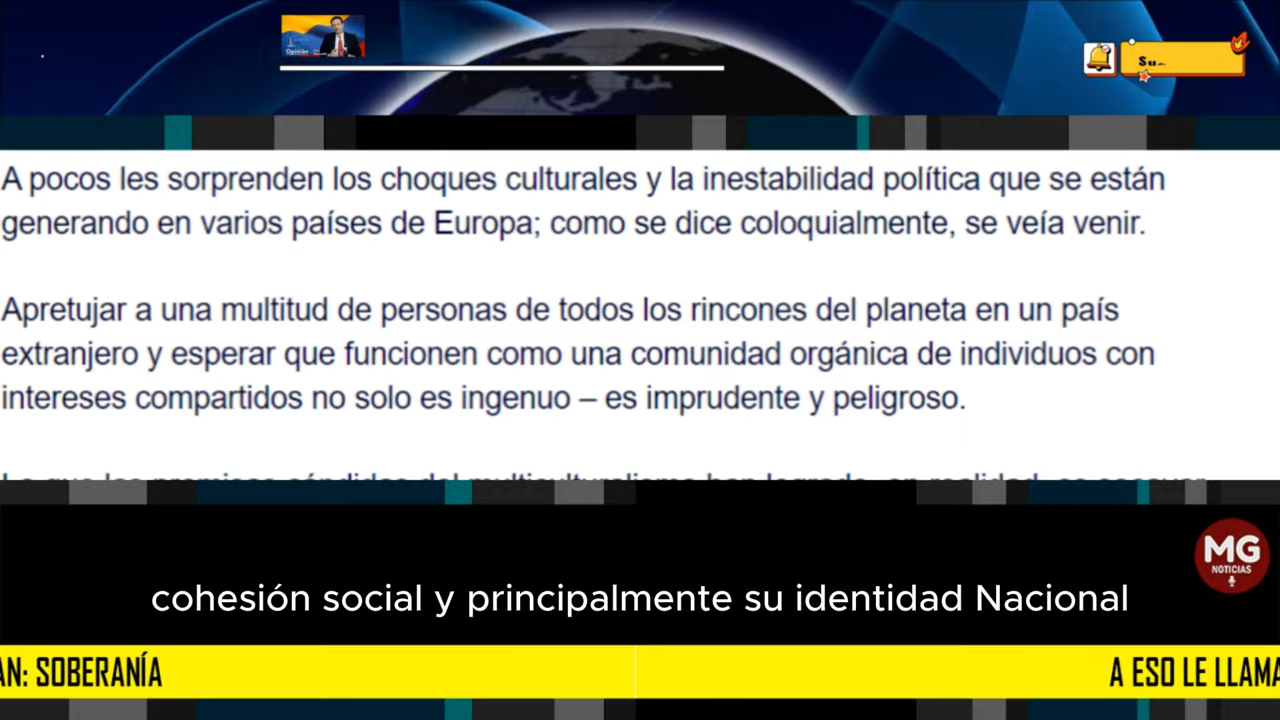 Opinión
Su
A pocos les sorprenden los choques culturales y la inestabilidad política que se están
generando en varios países de Europa; como se dice coloquialmente, se veía venir.
Apretujar a una multitud de personas de todos los rincones del planeta en un país
extranjero y esperar que funcionen como una comunidad orgánica de individuos con
intereses compartidos no solo es ingenuo – es imprudente y peligroso.
MG
NOTICIAS
cohesión social y principalmente su identidad Nacional
AN: SOBERANÍA
A ESO LE LLAMA